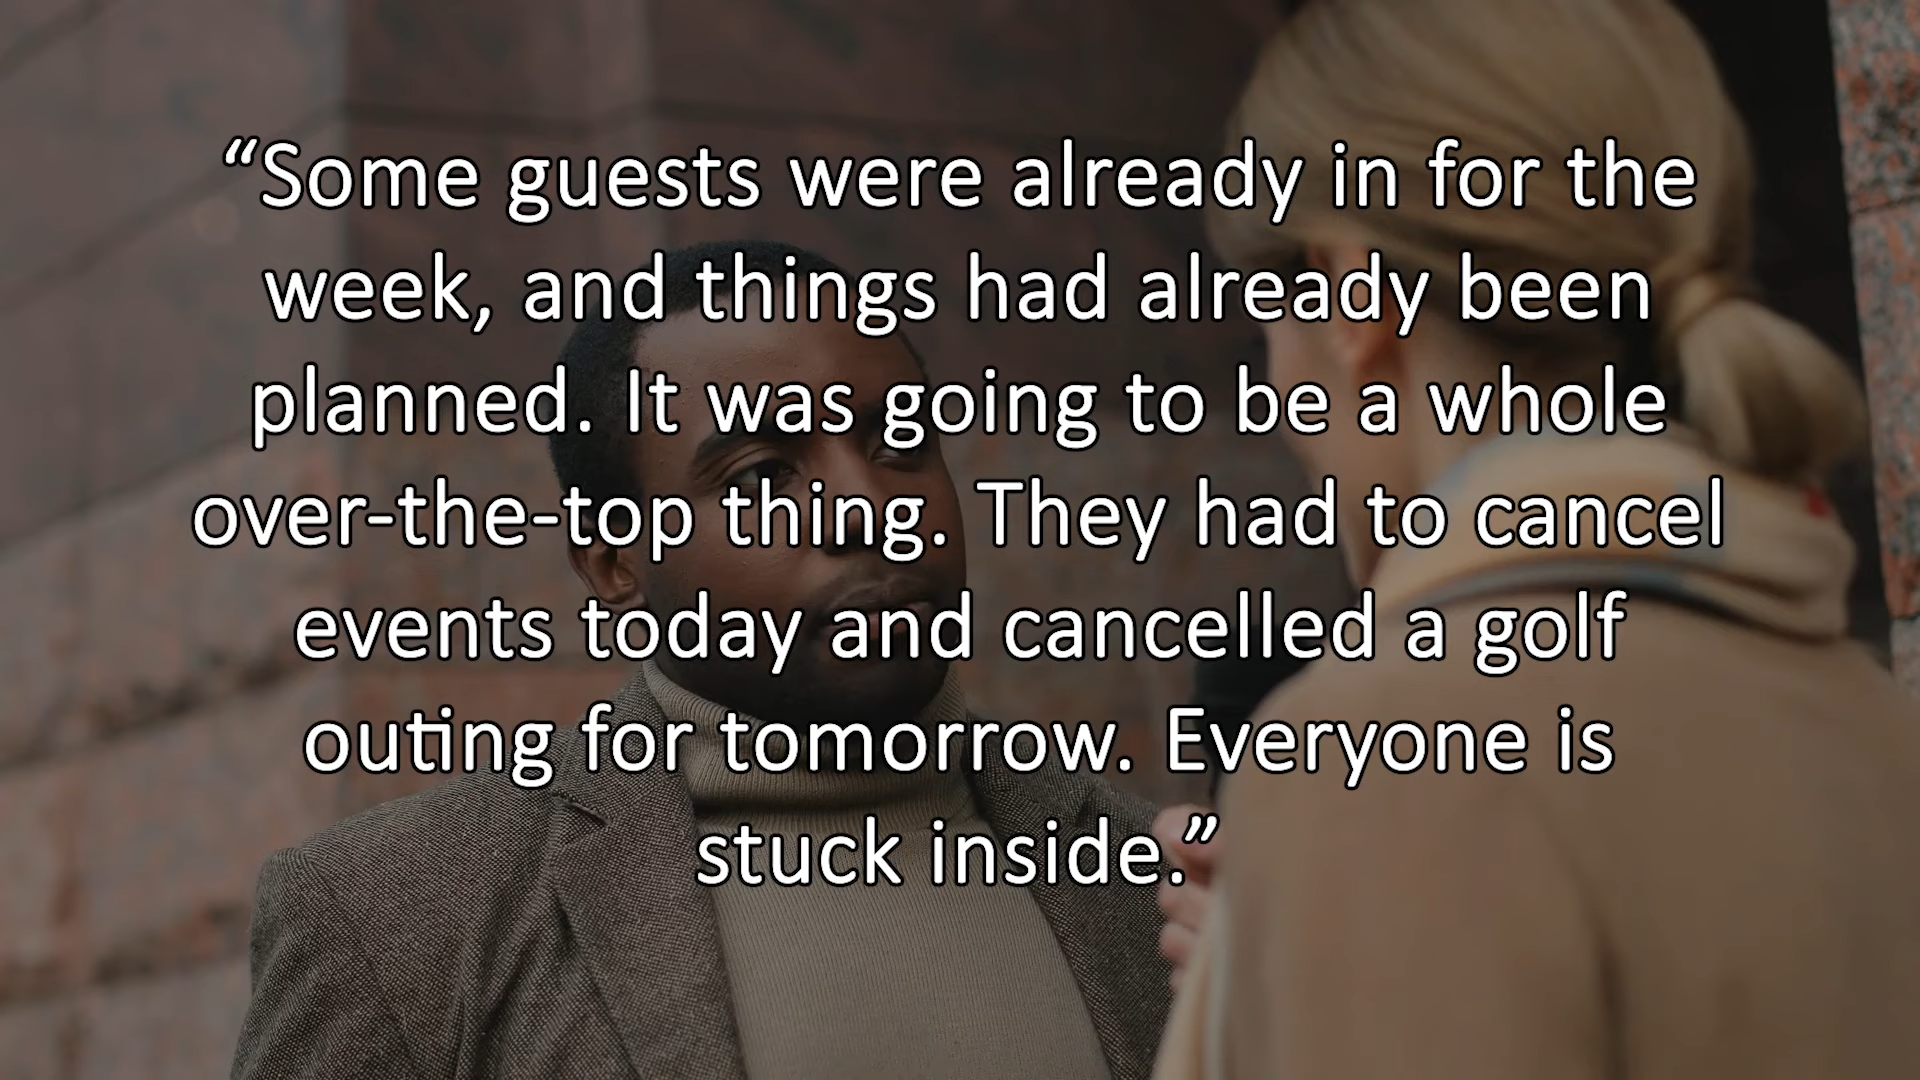 “Some guests were already in for the
week, and things had already been
planned. It was going to be a whole
over-the-top thing. They had to cancel
events today and cancelled a golf
outing for tomorrow. Everyone is
stuck inside.”